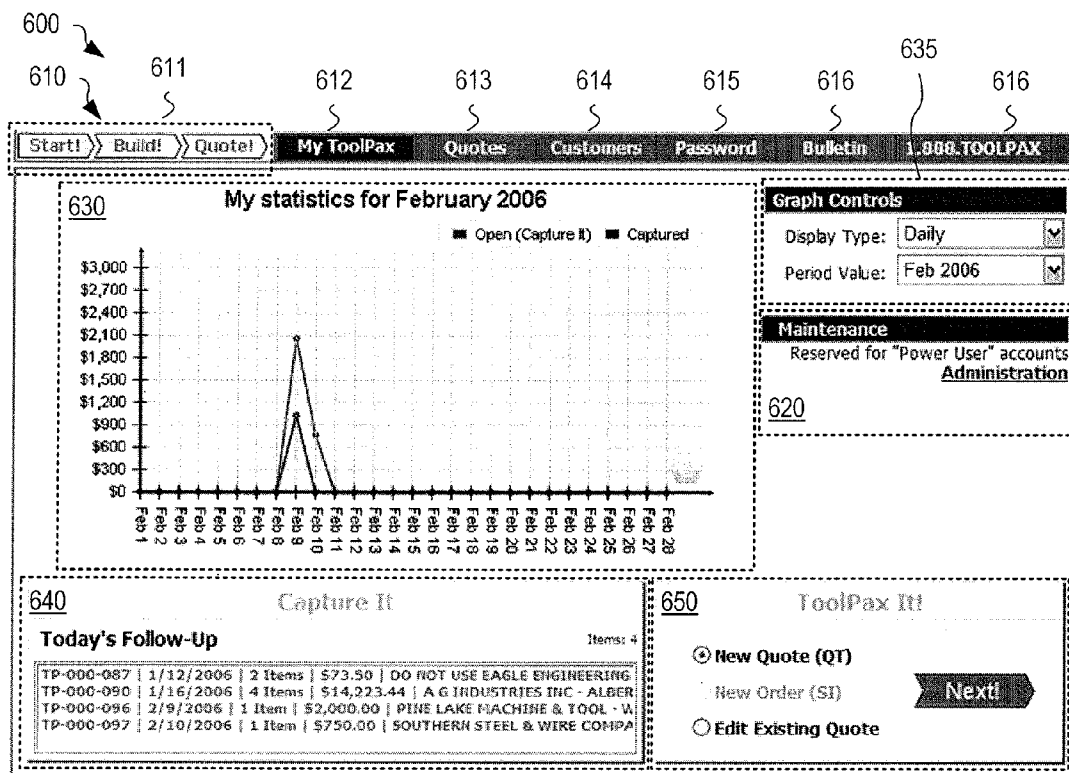 600
610
611
612
613
614
615
616
635
616
Start! Build! Quote! My ToolPax Quotes Customers Password Bulletin 1.888.TOOLPAX
630
My statistics for February 2006
Open (Capture It) Captured
$3,000
$2,700
$2,400
$2,100
$1,800
$1,500
$1,200
$900
$600
$300
$0
Feb 1
Feb 2
Feb 3
Feb 4
Feb 5
Feb 6
Feb 7
Feb 8
Feb 9
Feb 10
Feb 11
Feb 12
Feb 13
Feb 14
Feb 15
Feb 16
Feb 17
Feb 18
Feb 19
Feb 20
Feb 21
Feb 22
Feb 23
Feb 24
Feb 25
Feb 26
Feb 27
Feb 28
Graph Controls
Display Type: Daily
Period Value: Feb 2006
Maintenance
Reserved for "Power User" accounts
Administration
620
640
Capture It
Today's Follow-Up
Items: 4
TP-000-087 | 1/12/2006 | 2 Items | $73.50 | DO NOT USE EAGLE ENGINEERING
TP-000-090 | 1/16/2006 | 4 Items | $14,223.44 | A G INDUSTRIES INC - ALBER
TP-000-096 | 2/9/2006 | 1 Item | $2,000.00 | PINE LAKE MACHINE & TOOL - W
TP-000-097 | 2/10/2006 | 1 Item | $750.00 | SOUTHERN STEEL & WIRE COMPA
650
ToolPax It!
New Quote (QT)
New Order (SI)
Next!
Edit Existing Quote